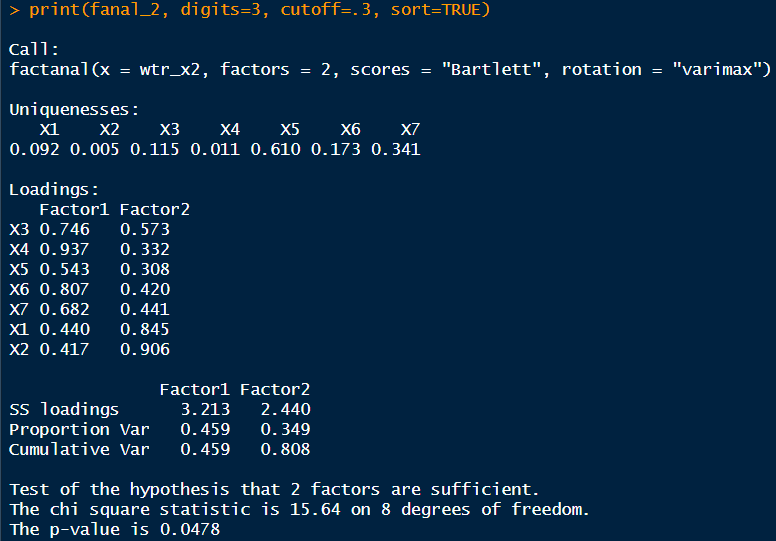 > print(fanal_2, digits=3, cutoff=.3, sort=TRUE)
Call:
factanal(x = wtr_x2, factors = 2, scores = "Bartlett", rotation = "varimax")
Uniquenesses:
X1 X2 X3 X4 X5 X6 X7
0.092 0.005 0.115 0.011 0.610 0.173 0.341
Loadings:
Factor1 Factor2
X3 0.746 0.573
X4 0.937 0.332
X5 0.543 0.308
X6 0.807 0.420
X7 0.682 0.441
X1 0.440 0.845
X2 0.417 0.906
Factor1 Factor2
SS loadings 3.213 2.440
Proportion Var 0.459 0.349
Cumulative Var 0.459 0.808
Test of the hypothesis that 2 factors are sufficient.
The chi square statistic is 15.64 on 8 degrees of freedom.
The p-value is 0.0478